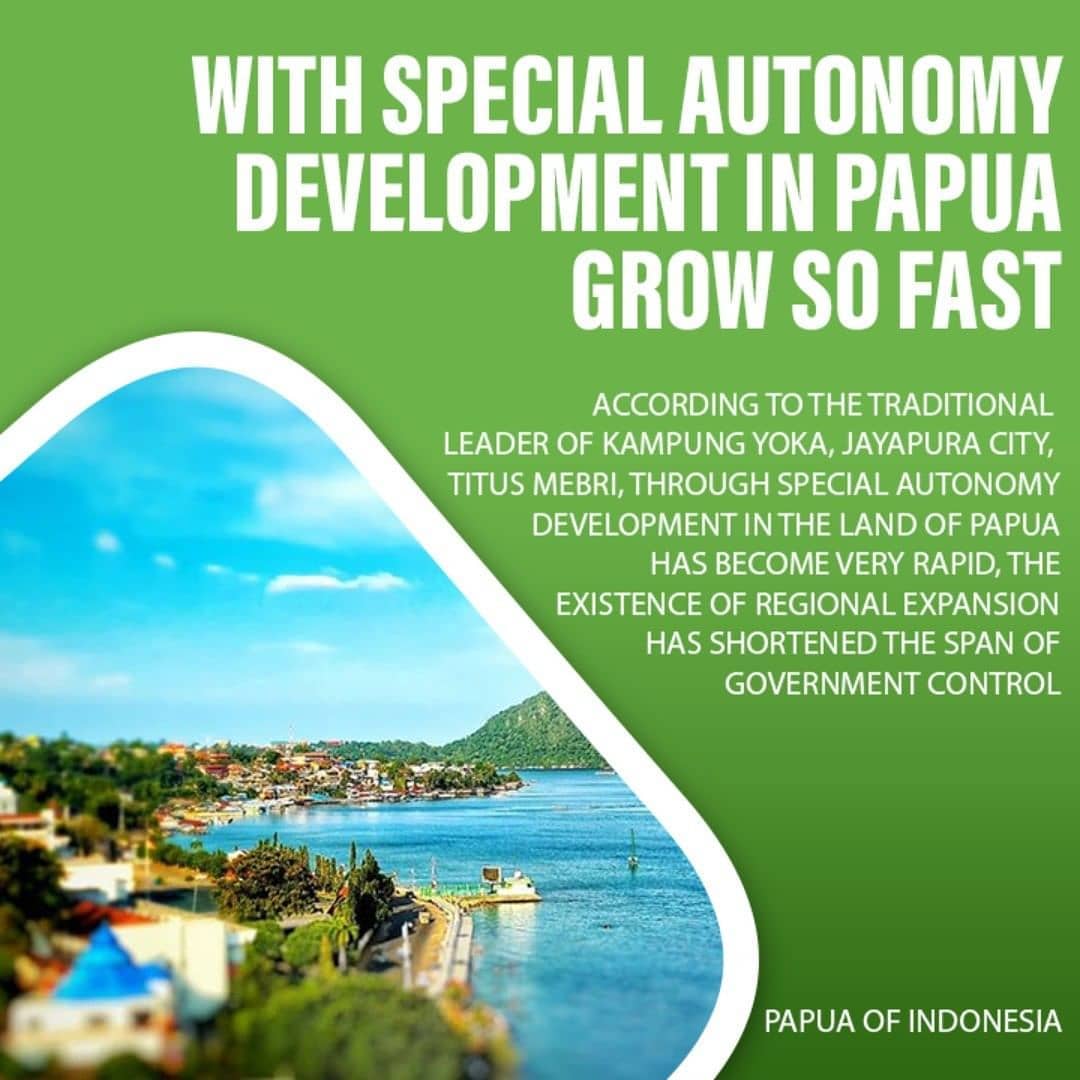 WITH SPECIAL AUTONOMY
DEVELOPMENT IN PAPUA
GROW SO FAST
ACCORDING TO THE TRADITIONAL
LEADER OF KAMPUNG YOKA, JAYAPURA CITY,
TITUS MEBRI, THROUGH SPECIAL AUTONOMY
DEVELOPMENT IN THE LAND OF PAPUA
HAS BECOME VERY RAPID, THE
EXISTENCE OF REGIONAL EXPANSION
HAS SHORTENED THE SPAN OF
GOVERNMENT CONTROL
PAPUA OF INDONESIA